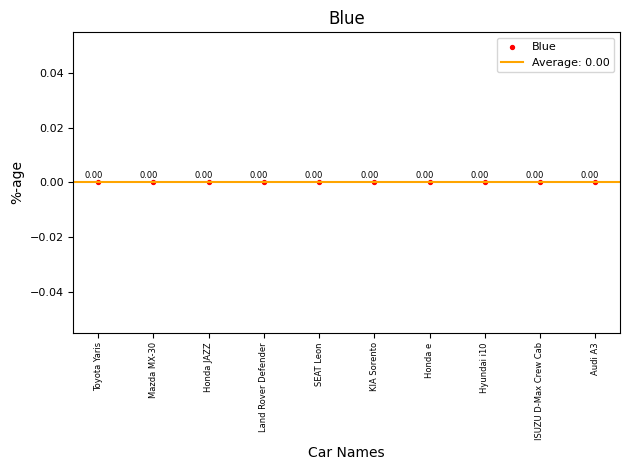 Blue
Blue
Average: 0.00
%-age
0.04
0.02
0.00
−0.02
−0.04
0.00 0.00 0.00 0.00 0.00 0.00 0.00 0.00 0.00 0.00
Toyota Yaris
Mazda MX-30
Honda JAZZ
Land Rover Defender
SEAT Leon
KIA Sorento
Honda e
Hyundai i10
ISUZU D-Max Crew Cab
Audi A3
Car Names